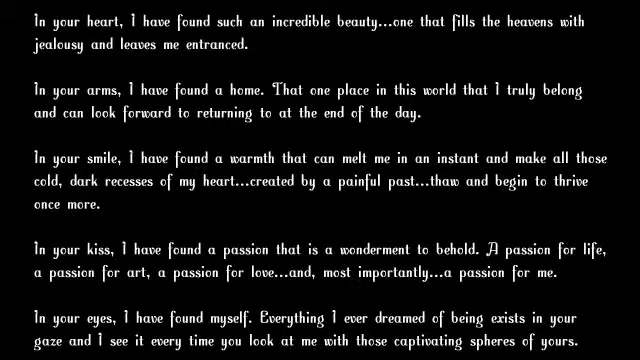 In your heart, I have found such an incredible beauty...one that fills the heavens with
jealousy and leaves me entranced.
In your arms, I have found a home. That one place in this world that I truly belong
and can look forward to returning to at the end of the day.
In your smile, I have found a warmth that can melt me in an instant and make all those
cold, dark recesses of my heart...created by a painful past...thaw and begin to thrive
once more.
In your kiss, I have found a passion that is a wonderment to behold. A passion for life,
a passion for art, a passion for love...and, most importantly...a passion for me.
In your eyes, I have found myself. Everything I ever dreamed of being exists in your
gaze and I see it every time you look at me with those captivating spheres of yours.